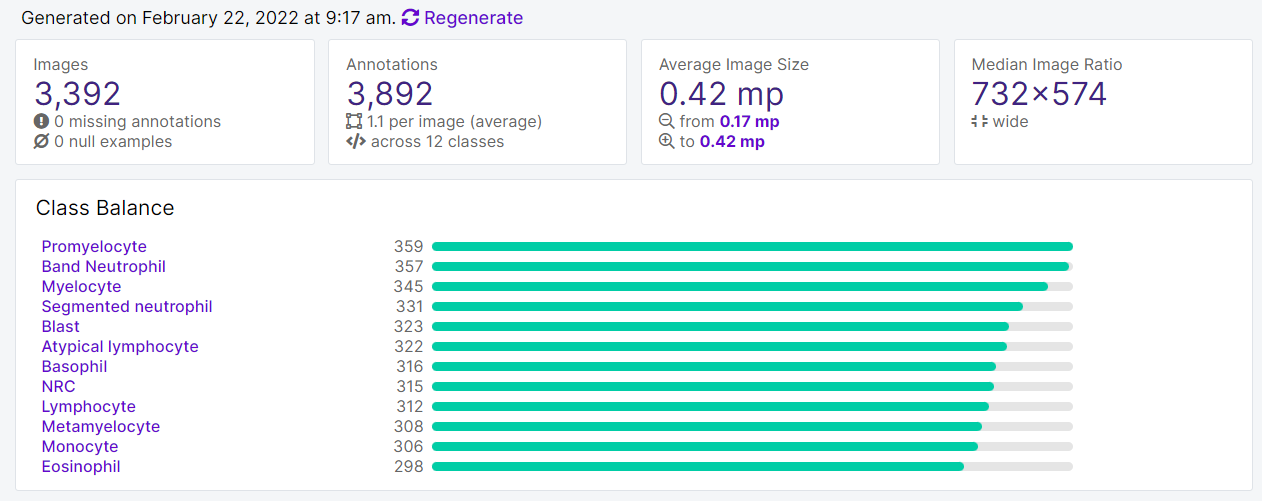 Generated on February 22, 2022 at 9:17 am. Regenerate
Images
3,392
0 missing annotations
0 null examples
Annotations
3,892
1.1 per image (average)
across 12 classes
Average Image Size
0.42 mp
from 0.17 mp
to 0.42 mp
Median Image Ratio
732×574
wide
Class Balance
Promyelocyte 359
Band Neutrophil 357
Myelocyte 345
Segmented neutrophil 331
Blast 323
Atypical lymphocyte 322
Basophil 316
NRC 315
Lymphocyte 312
Metamyelocyte 308
Monocyte 306
Eosinophil 298